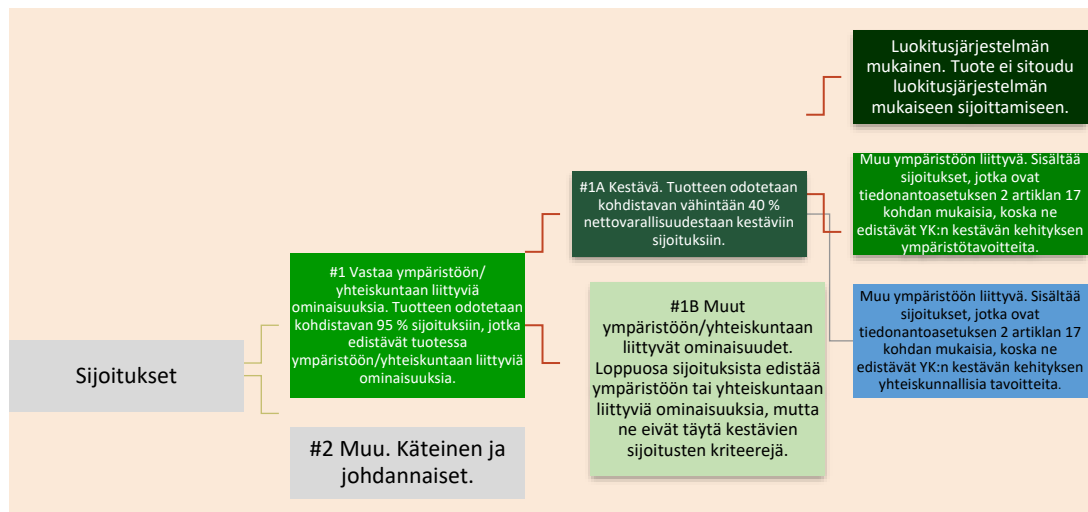 Sijoitukset
#1 Vastaa ympäristöön/
yhteiskuntaan liittyviä
ominaisuuksia. Tuotteen odotetaan
kohdistavan 95 % sijoituksiin, jotka
edistävät tuotessa
ympäristöön/yhteiskuntaan liittyviä
ominaisuuksia.
#2 Muu. Käteinen ja
johdannaiset.
#1A Kestävä. Tuotteen odotetaan
kohdistavan vähintään 40 %
nettovarallisuudestaan kestäviin
sijoituksiin.
#1B Muut
ympäristöön/yhteiskuntaan
liittyvät ominaisuudet.
Loppuosa sijoituksista edistää
ympäristöön tai yhteiskuntaan
liittyviä ominaisuuksia, mutta
ne eivät täytä kestävien
sijoitusten kriteerejä.
Luokitusjärjestelmän
mukainen. Tuote ei sitoudu
luokitusjärjestelmän
mukaiseen sijoittamiseen.
Muu ympäristöön liittyvä. Sisältää
sijoitukset, jotka ovat
tiedonantoasetuksen 2 artiklan 17
kohdan mukaisia, koska ne
edistävät YK:n kestävän kehityksen
ympäristötavoitteita.
Muu ympäristöön liittyvä. Sisältää
sijoitukset, jotka ovat
tiedonantoasetuksen 2 artiklan 17
kohdan mukaisia, koska ne
edistävät YK:n kestävän kehityksen
yhteiskunnallisia tavoitteita.